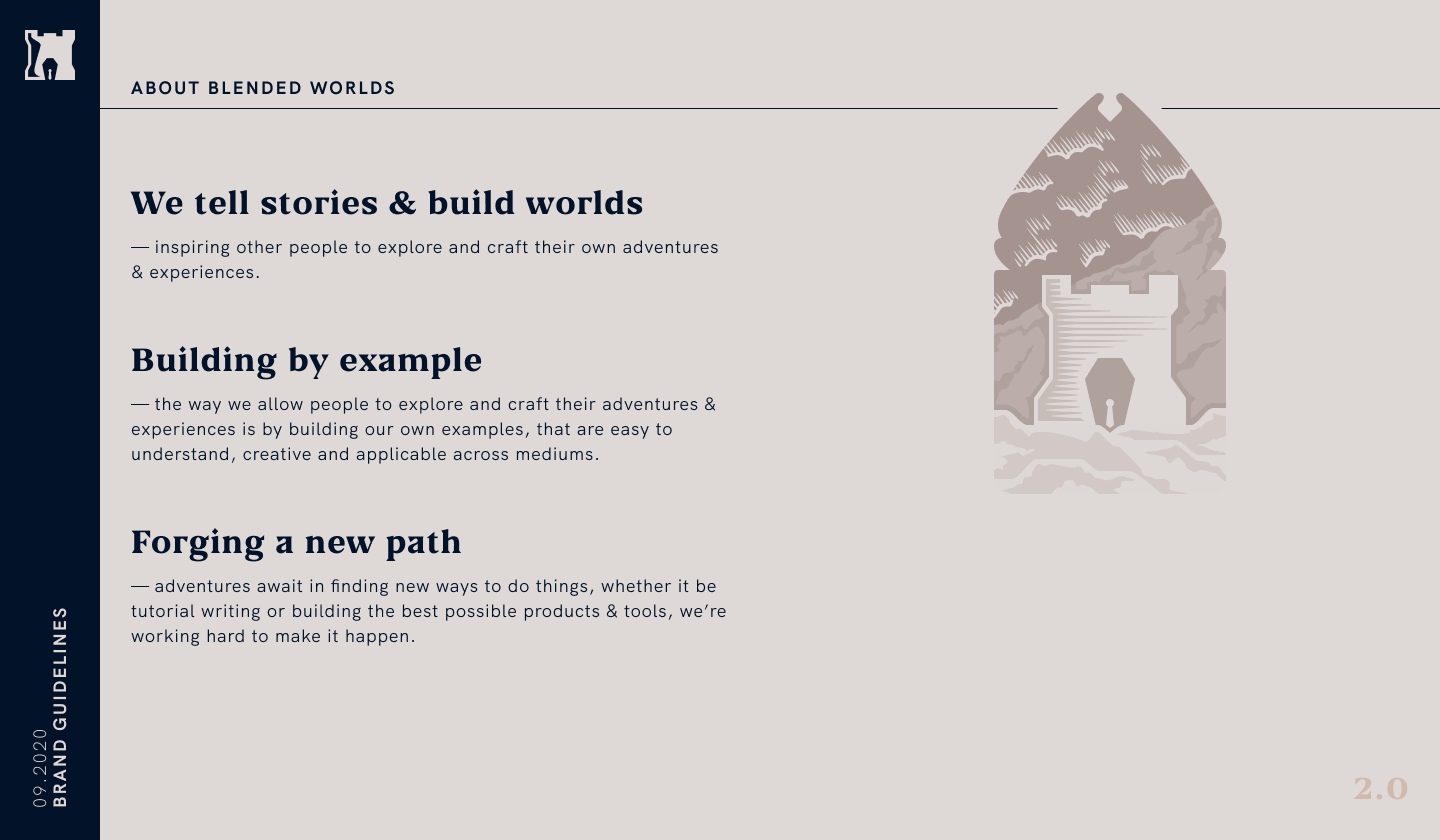 ABOUT BLENDED WORLDS
We tell stories & build worlds
— inspiring other people to explore and craft their own adventures
& experiences.
Building by example
— the way we allow people to explore and craft their adventures &
experiences is by building our own examples, that are easy to
understand, creative and applicable across mediums.
Forging a new path
— adventures await in finding new ways to do things, whether it be
tutorial writing or building the best possible products & tools, we’re
working hard to make it happen.
09.2020
BRAND GUIDELINES
2.0